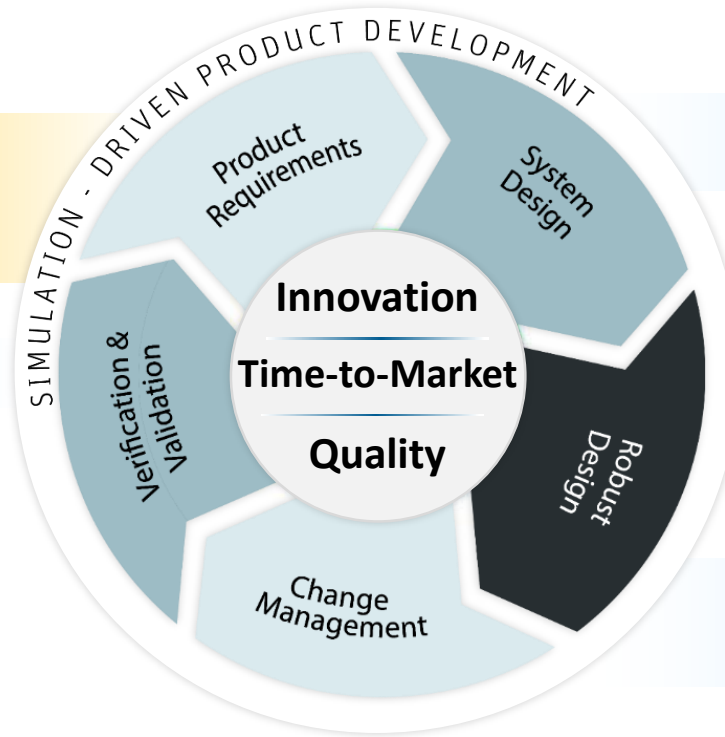 SIMULATION - DRIVEN PRODUCT DEVELOPMENT
Product
Requirements
System
Design
Robust
Design
Change
Management
Verification &
Validation
Innovation
Time-to-Market
Quality